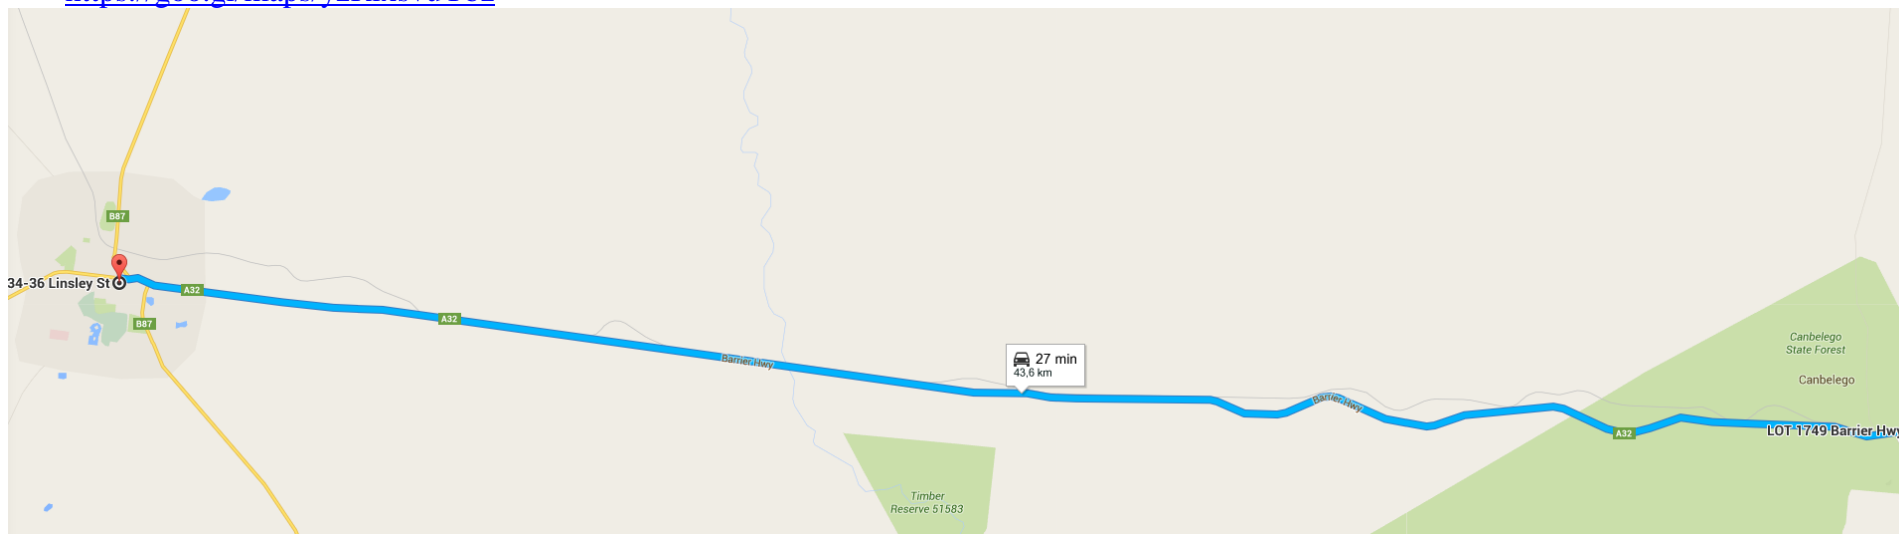 B87
34-36 Linsley St
A32
B87
A32
Barrier Hwy
27 min
43,6 km
Barrier Hwy
Canbelego
State Forest
Canbelego
A32
LOT 1749 Barrier Hwy
Timber
Reserve 51583